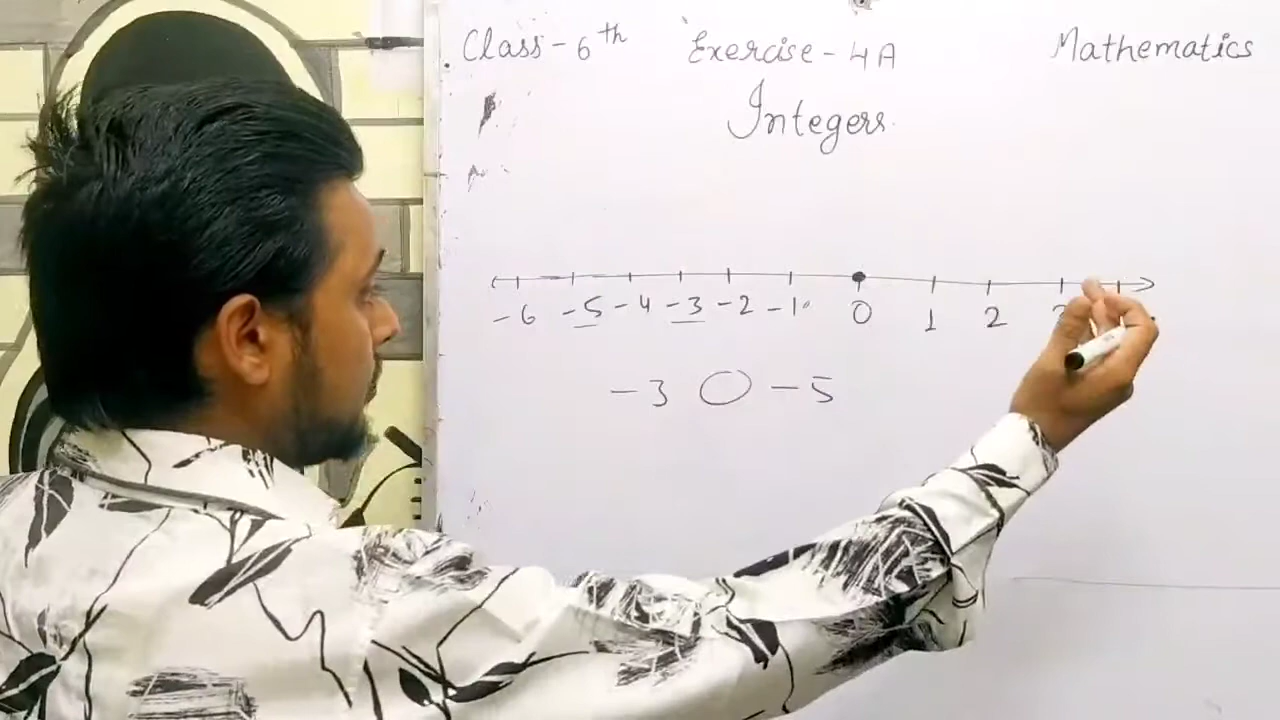 Class - 6th Exercise - 4A Mathematics
Integers
-6 -5 -4 -3 -2 -1 0 1 2
-3 ◯ -5